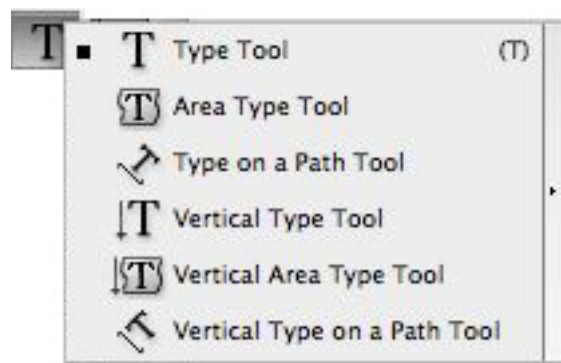 Type Tool (T)
Area Type Tool
Type on a Path Tool
Vertical Type Tool
Vertical Area Type Tool
Vertical Type on a Path Tool